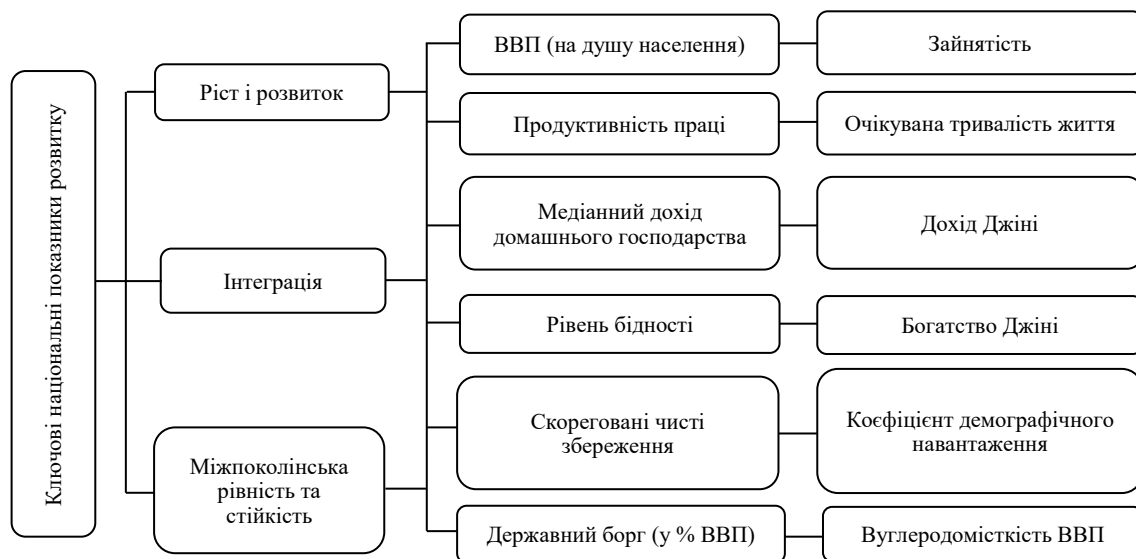 Ключові національні показники розвитку
Ріст і розвиток
Інтеграція
Міжпоколінська
рівність та
стійкість
ВВП (на душу населення)
Зайнятість
Продуктивність праці
Очікувана тривалість життя
Медіанний дохід
домашнього господарства
Дохід Джіні
Рівень бідності
Богатство Джіні
Скореговані чисті
збереження
Коєфіцієнт демографічного
навантаження
Державний борг (у % ВВП)
Вуглеродомісткість ВВП